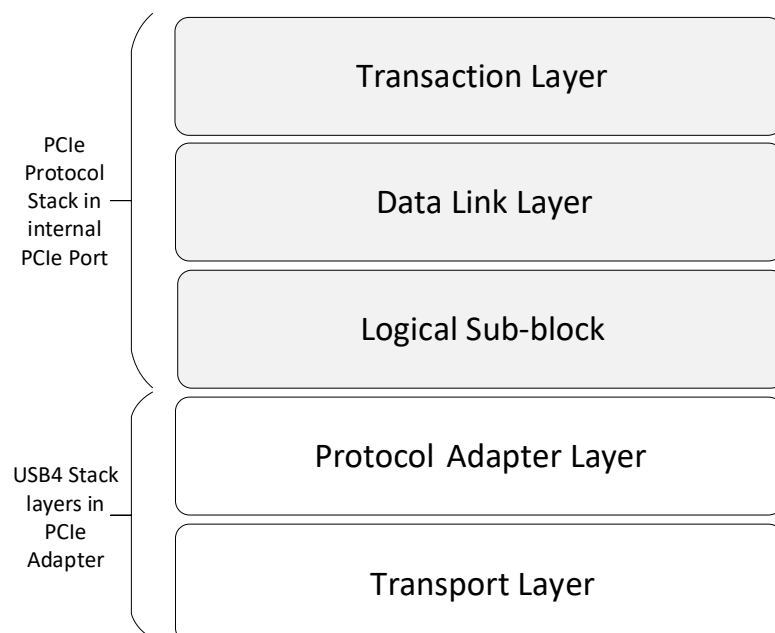 Transaction Layer
PCIe
Protocol
Stack in
internal
PCIe Port
Data Link Layer
Logical Sub-block
Protocol Adapter Layer
USB4 Stack
layers in
PCIe
Adapter
Transport Layer